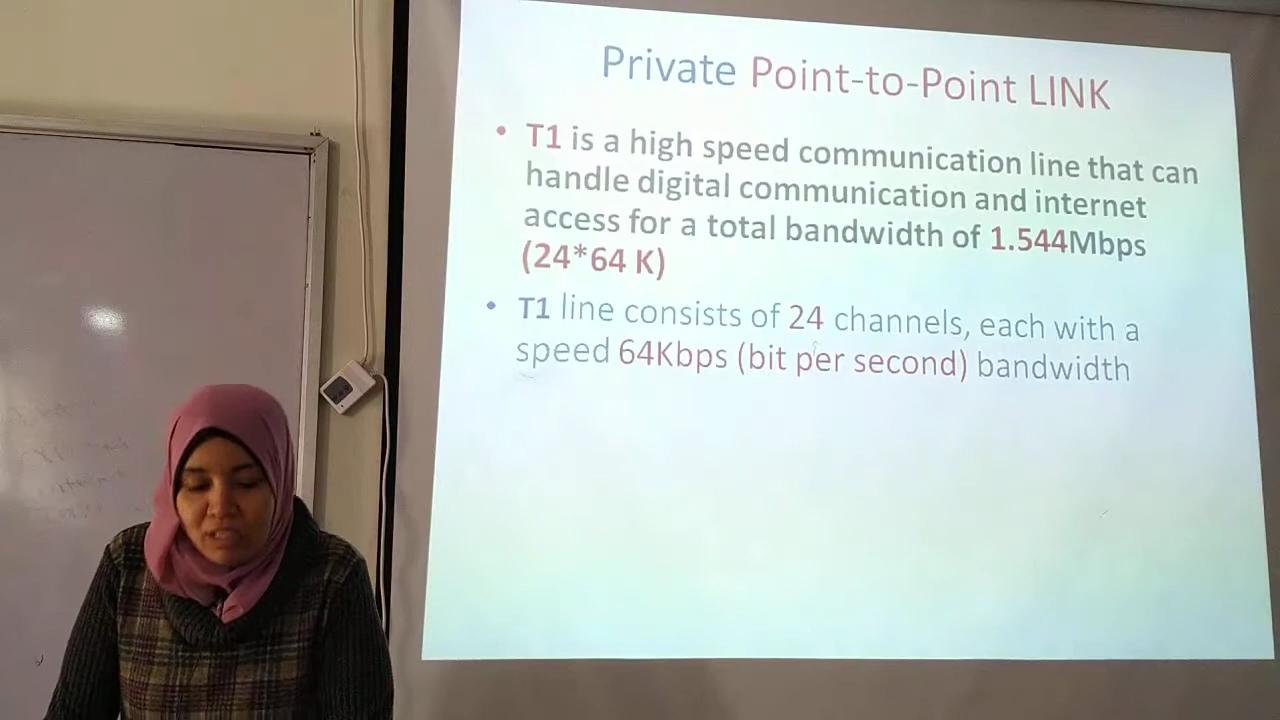 Private Point-to-Point LINK
• T1 is a high speed communication line that can
handle digital communication and internet
access for a total bandwidth of 1.544Mbps
(24*64 K)
• T1 line consists of 24 channels, each with a
speed 64Kbps (bit per second) bandwidth